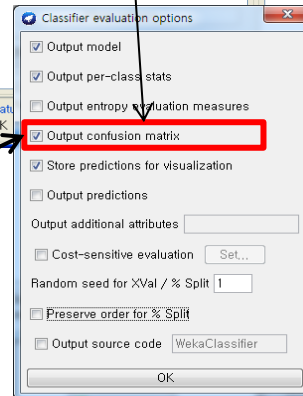 Classifier evaluation options
Output model
Output per-class stats
Output entropy evaluation measures
Output confusion matrix
Store predictions for visualization
Output predictions
Output additional attributes
Cost-sensitive evaluation Set...
Random seed for XVal / % Split 1
Preserve order for % Split
Output source code WekaClassifier
OK